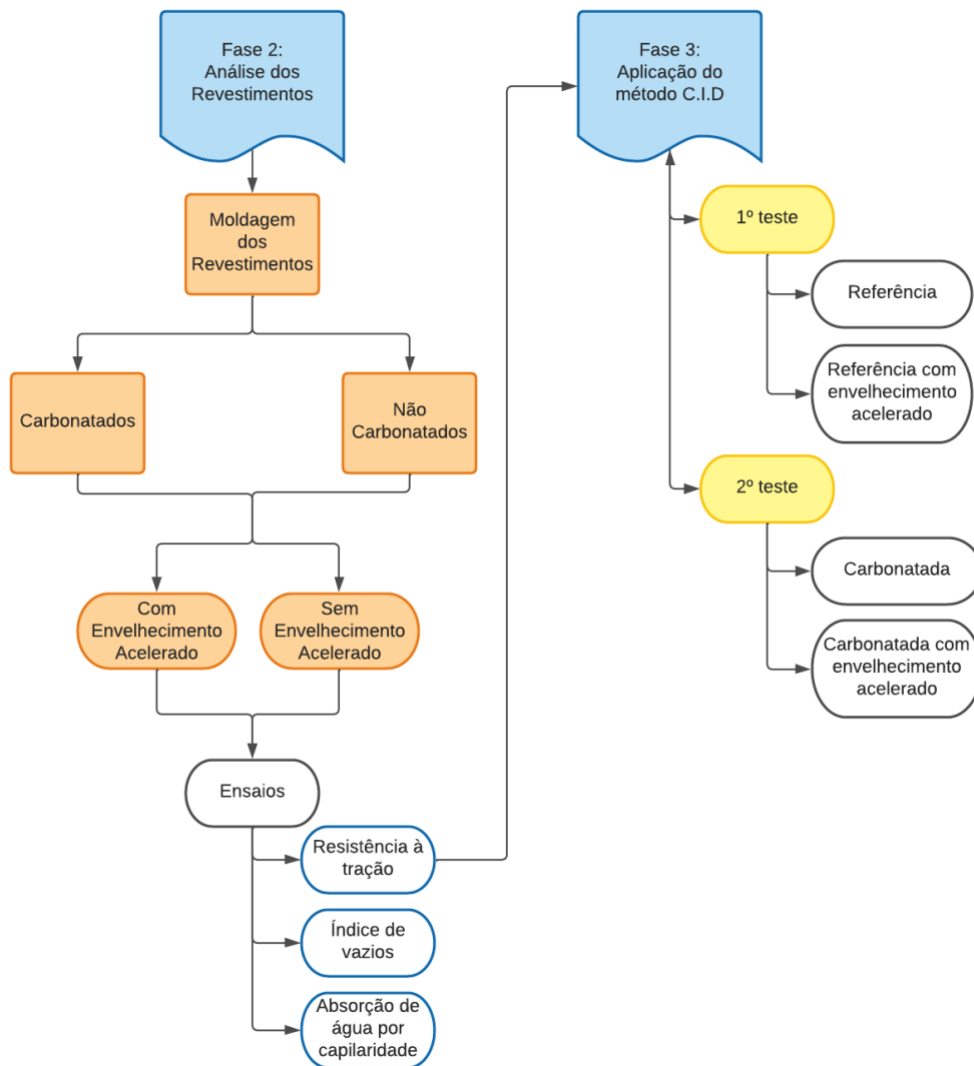 Fase 2:
Análise dos
Revestimentos
Moldagem
dos
Revestimentos
Carbonatados
Não
Carbonatados
Com
Envelhecimento
Acelerado
Sem
Envelhecimento
Acelerado
Ensaios
Resistência à
tração
Índice de
vazios
Absorção de
água por
capilaridade
Fase 3:
Aplicação do
método C.I.D
1º teste
Referência
Referência com
envelhecimento
acelerado
2º teste
Carbonatada
Carbonatada com
envelhecimento
acelerado